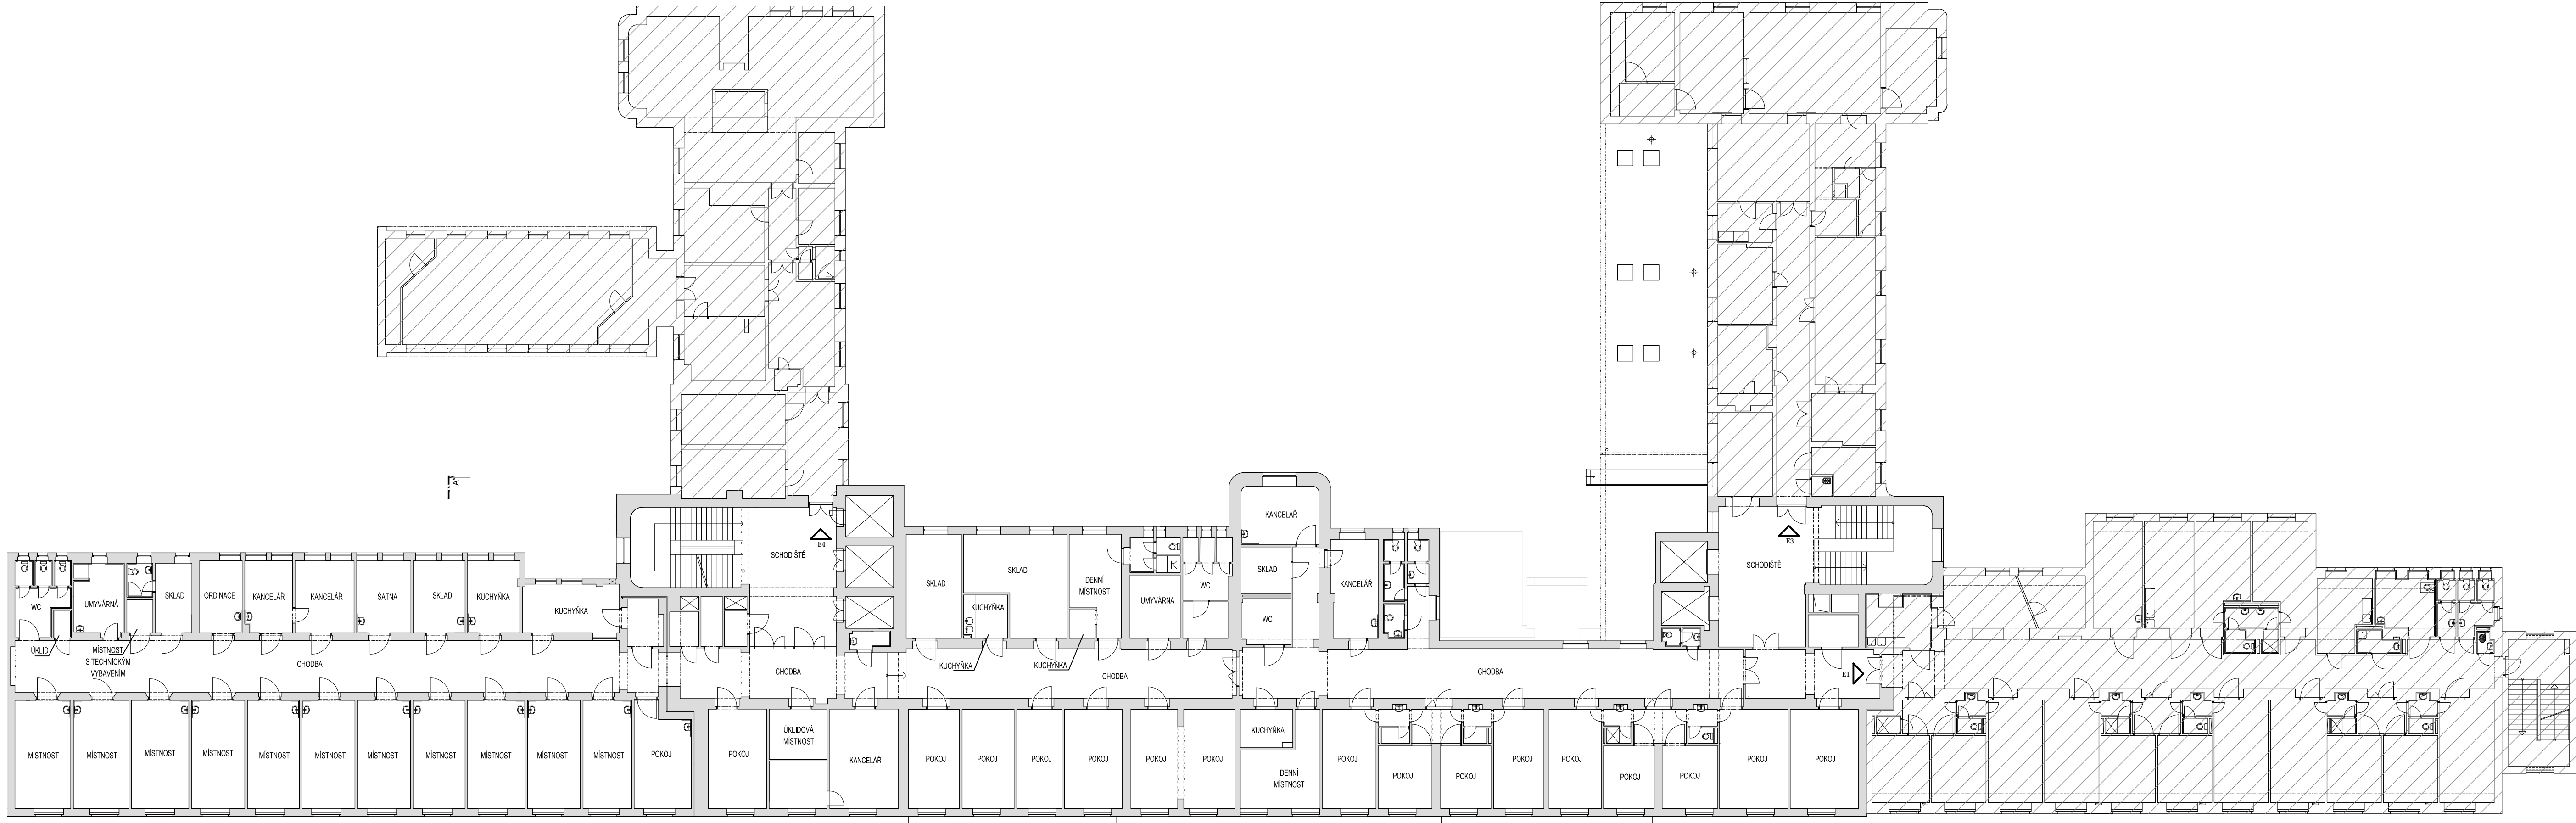 A
E4
E3
SCHODIŠTĚ
SCHODIŠTĚ
WC
ÚKLID
UMYVÁRNA
MÍSTNOST
S TECHNICKÝM
VYBAVENÍM
SKLAD
ORDINACE
KANCELÁŘ
KANCELÁŘ
ŠATNA
SKLAD
KUCHYŇKA
KUCHYŇKA
SKLAD
SKLAD
KUCHYŇKA
DENNÍ
MÍSTNOST
UMYVÁRNA
WC
KANCELÁŘ
SKLAD
WC
KANCELÁŘ
CHODBA
CHODBA
KUCHYŇKA
KUCHYŇKA
CHODBA
CHODBA
E1
MÍSTNOST
MÍSTNOST
MÍSTNOST
MÍSTNOST
MÍSTNOST
MÍSTNOST
MÍSTNOST
MÍSTNOST
MÍSTNOST
MÍSTNOST
MÍSTNOST
POKOJ
POKOJ
ÚKLIDOVÁ
MÍSTNOST
KANCELÁŘ
POKOJ
POKOJ
POKOJ
POKOJ
POKOJ
POKOJ
KUCHYŇKA
DENNÍ
MÍSTNOST
POKOJ
POKOJ
POKOJ
POKOJ
POKOJ
POKOJ
POKOJ
POKOJ
POKOJ